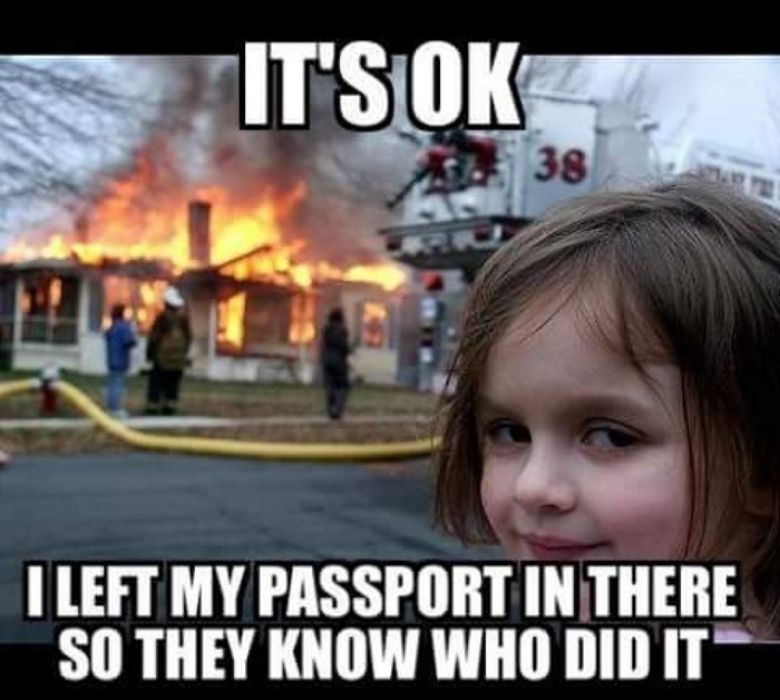 IT'S OK
38
I LEFT MY PASSPORT IN THERE
SO THEY KNOW WHO DID IT